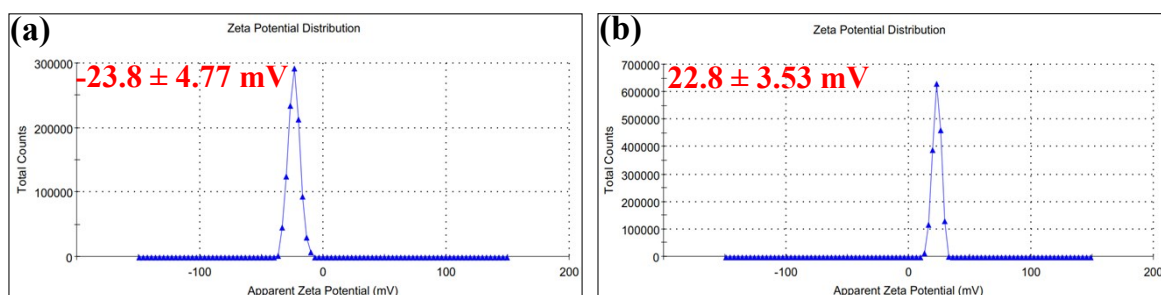 (a)
Zeta Potential Distribution
-23.8 ± 4.77 mV
Total Counts
300000
200000
100000
0
-100
0
100
200
Apparent Zeta Potential (mV)
(b)
Zeta Potential Distribution
22.8 ± 3.53 mV
Total Counts
700000
600000
500000
400000
300000
200000
100000
0
-100
0
100
200
Apparent Zeta Potential (mV)